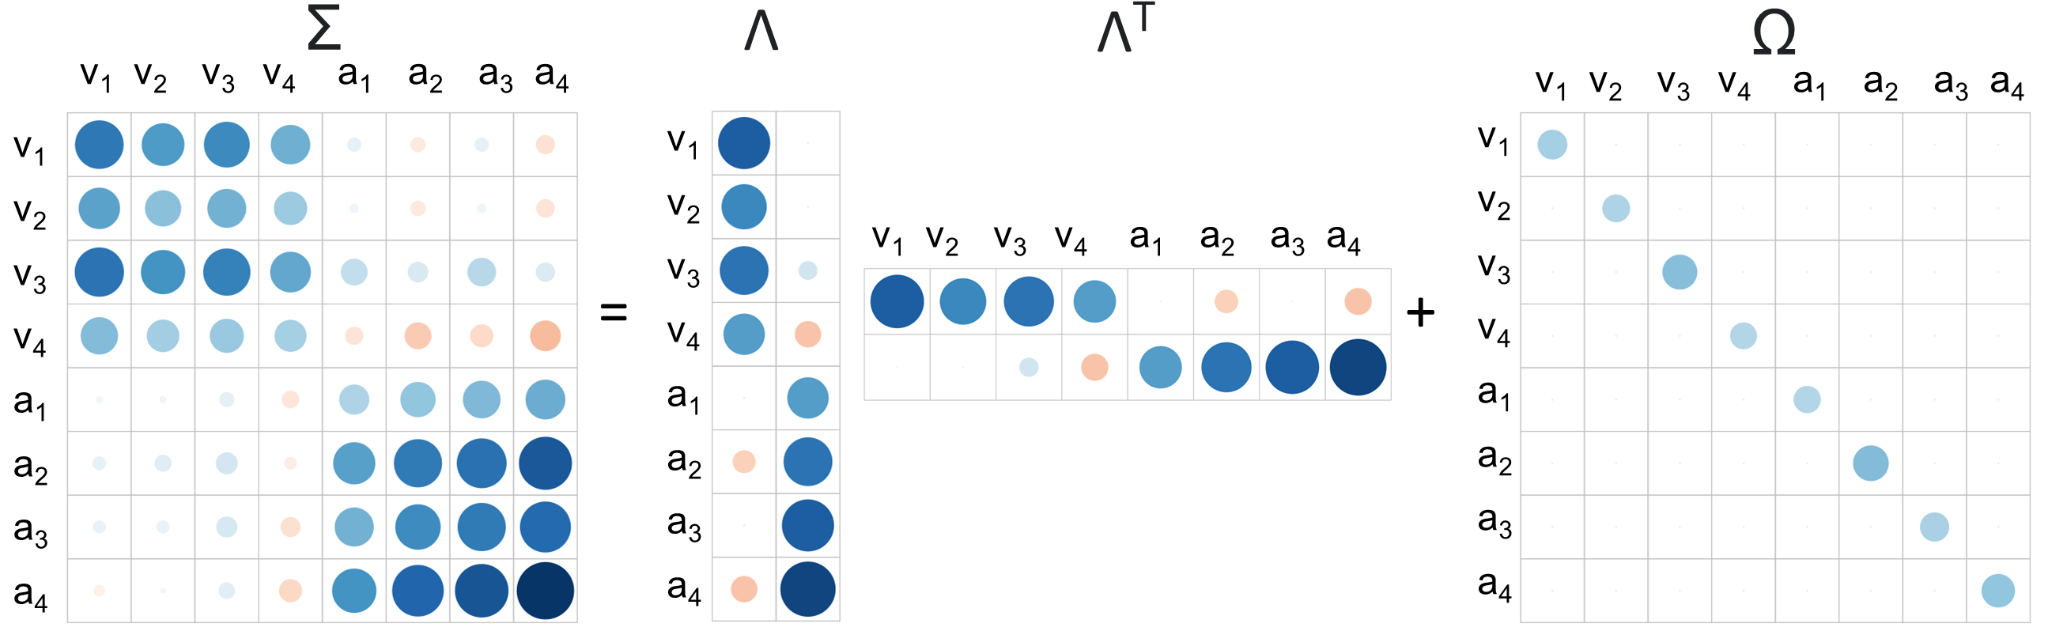 Σ Λ Λᵀ Ω
v₁ v₂ v₃ v₄ a₁ a₂ a₃ a₄
v₁
v₂
v₃
v₄
a₁
a₂
a₃
a₄
=
v₁
v₂
v₃
v₄
a₁
a₂
a₃
a₄
v₁ v₂ v₃ v₄ a₁ a₂ a₃ a₄
+
v₁ v₂ v₃ v₄ a₁ a₂ a₃ a₄
v₁
v₂
v₃
v₄
a₁
a₂
a₃
a₄